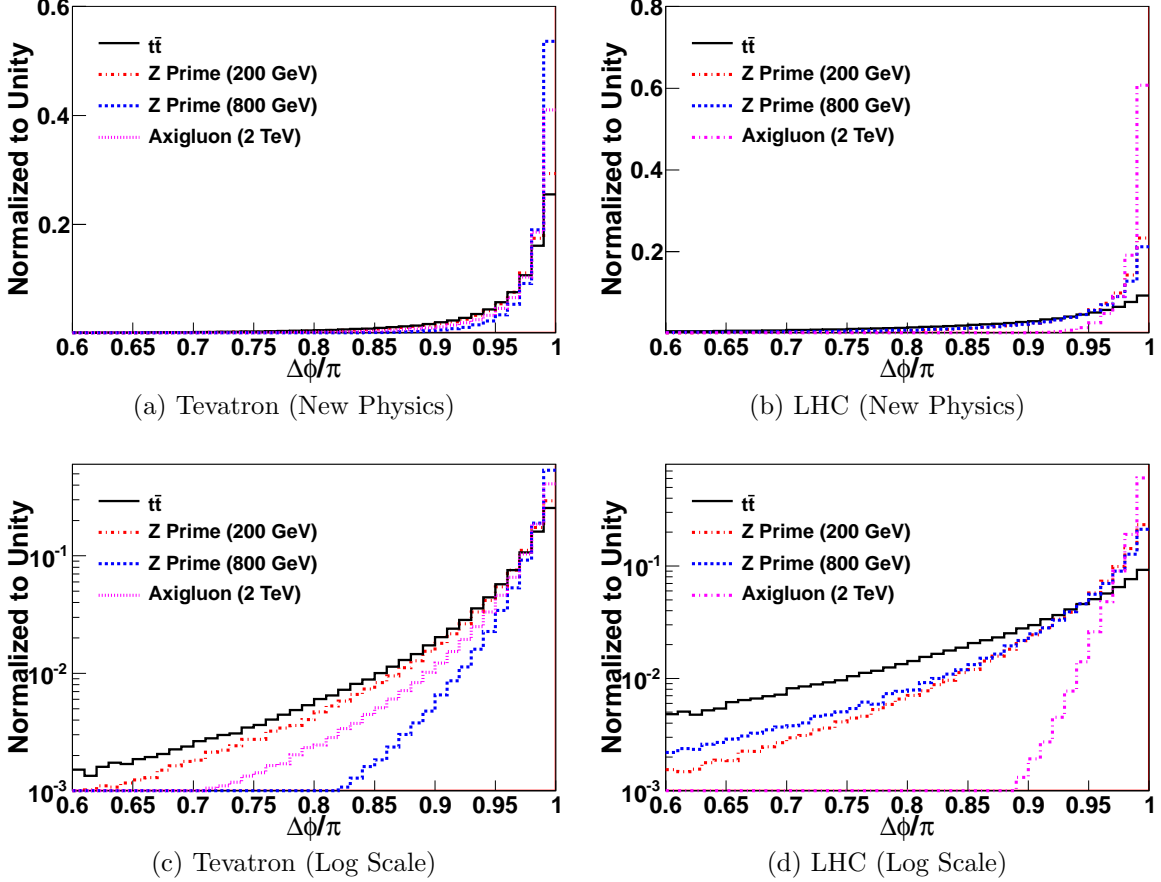 0.6
0.4
0.2
Normalized to Unity
tt̄
Z Prime (200 GeV)
Z Prime (800 GeV)
Axigluon (2 TeV)
0.6 0.65 0.7 0.75 0.8 0.85 0.9 0.95 1
Δϕ/π
(a) Tevatron (New Physics)
0.8
0.6
0.4
0.2
Normalized to Unity
tt̄
Z Prime (200 GeV)
Z Prime (800 GeV)
Axigluon (2 TeV)
0.6 0.65 0.7 0.75 0.8 0.85 0.9 0.95 1
Δϕ/π
(b) LHC (New Physics)
10⁻¹
10⁻²
10⁻³
Normalized to Unity
tt̄
Z Prime (200 GeV)
Z Prime (800 GeV)
Axigluon (2 TeV)
0.6 0.65 0.7 0.75 0.8 0.85 0.9 0.95 1
Δϕ/π
(c) Tevatron (Log Scale)
10⁻¹
10⁻²
10⁻³
Normalized to Unity
tt̄
Z Prime (200 GeV)
Z Prime (800 GeV)
Axigluon (2 TeV)
0.6 0.65 0.7 0.75 0.8 0.85 0.9 0.95 1
Δϕ/π
(d) LHC (Log Scale)